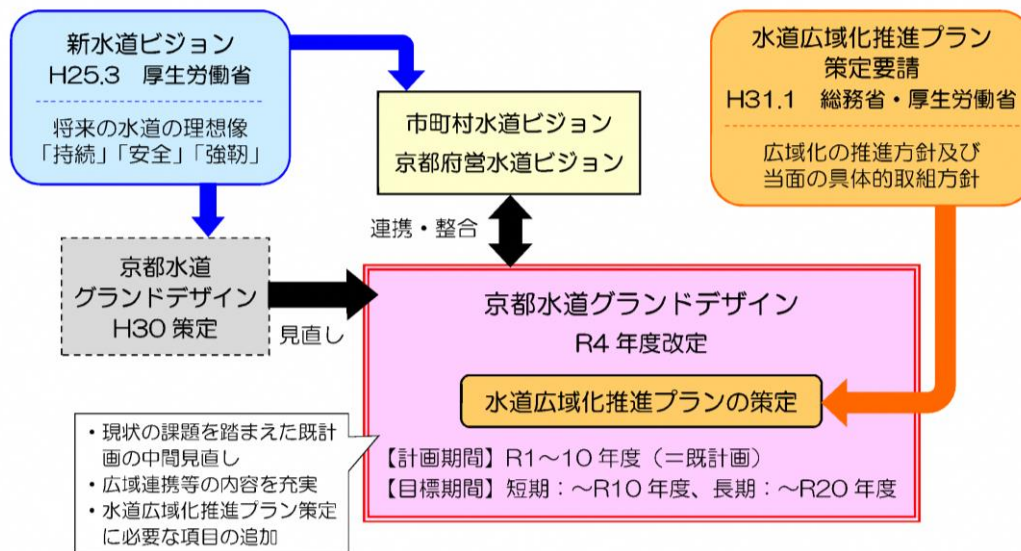 新水道ビジョン
H25.3　厚生労働省
将来の水道の理想像
「持続」「安全」「強靭」
市町村水道ビジョン
京都府営水道ビジョン
水道広域化推進プラン
策定要請
H31.1　総務省・厚生労働省
広域化の推進方針及び
当面の具体的取組方針
連携・整合
京都水道
グランドデザイン
H30 策定
見直し
京都水道グランドデザイン
R4 年度改定
水道広域化推進プランの策定
【計画期間】R1～10 年度（＝既計画）
【目標期間】短期：～R10 年度、長期：～R20 年度
・現状の課題を踏まえた既計
画の中間見直し
・広域連携等の内容を充実
・水道広域化推進プラン策定
に必要な項目の追加